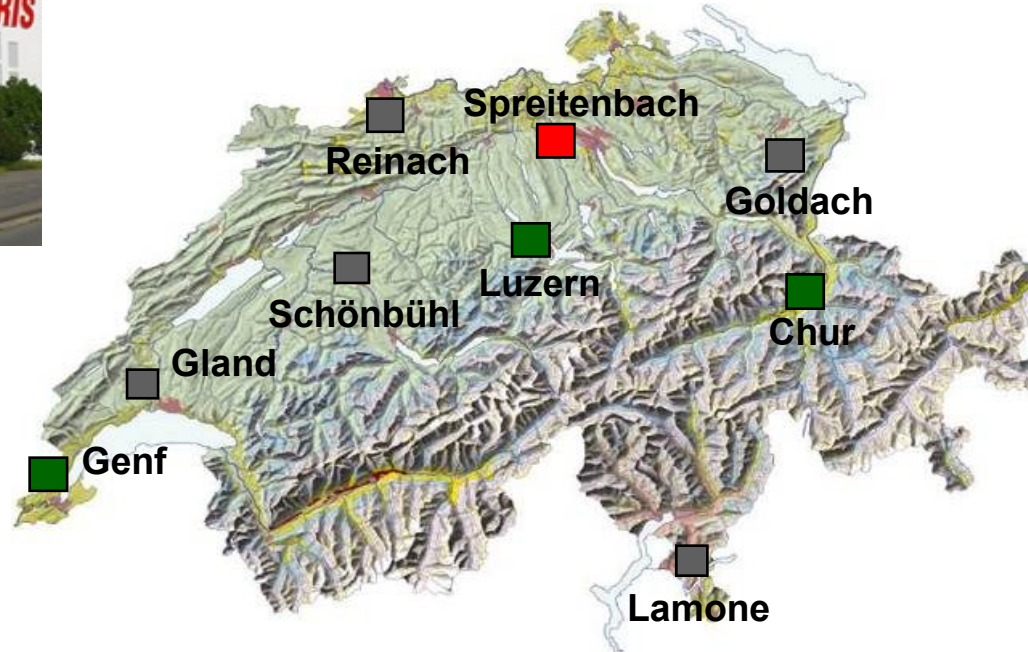 Spreitenbach
Reinach
Goldach
Luzern
Schönbühl
Chur
Gland
Genf
Lamone